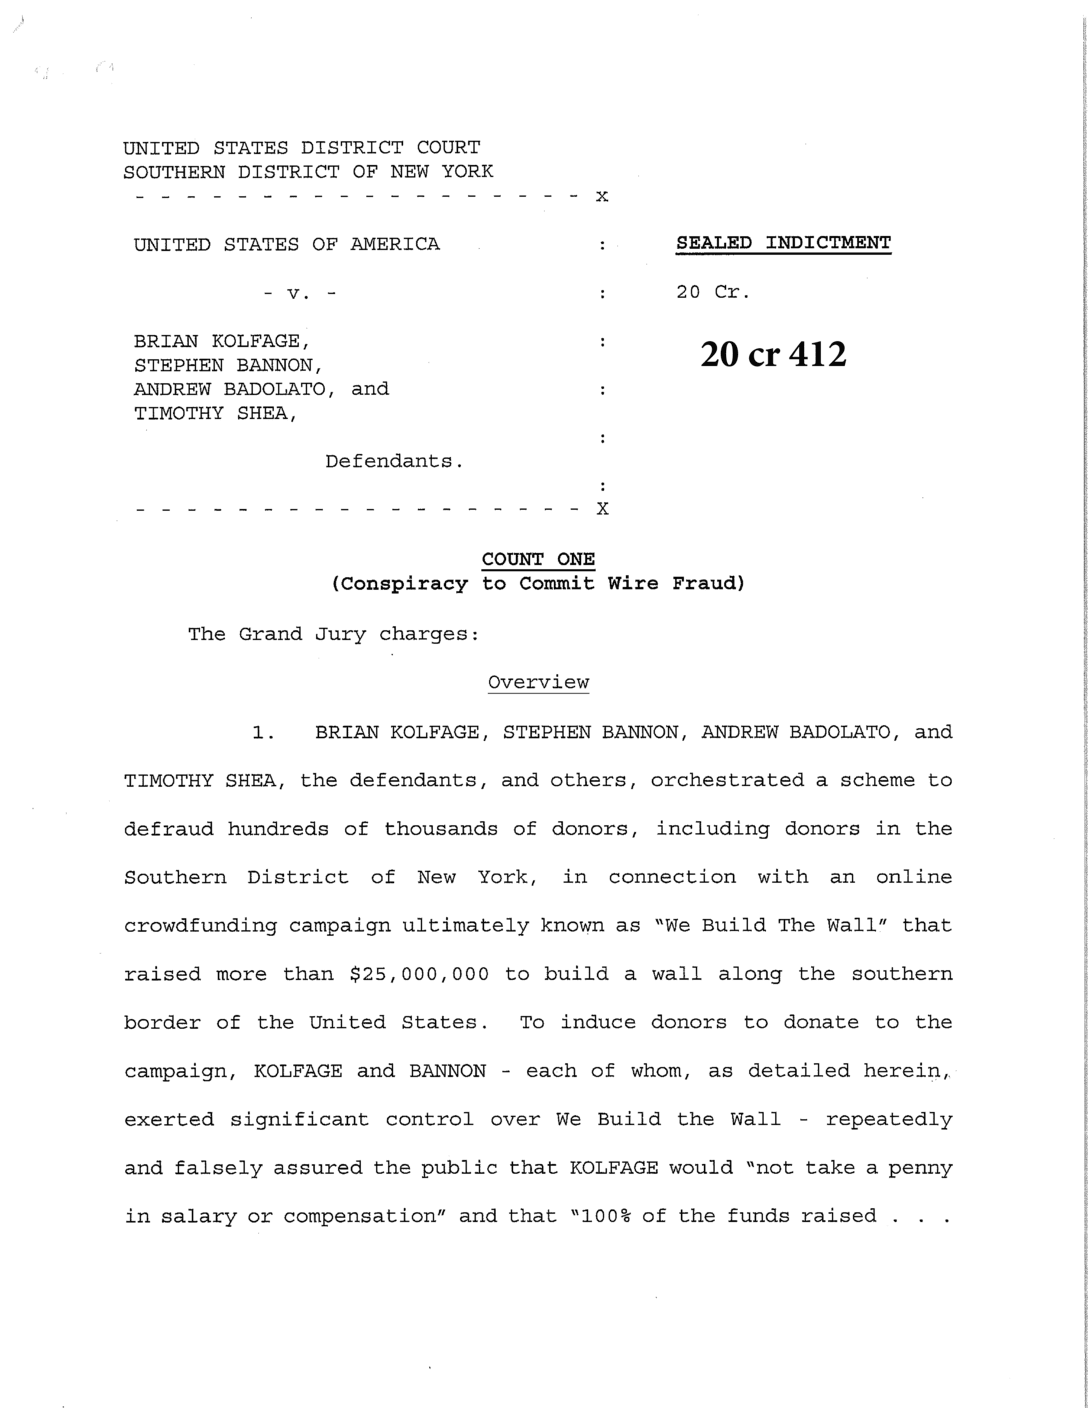 UNITED STATES DISTRICT COURT
SOUTHERN DISTRICT OF NEW YORK
- - - - - - - - - - - - - - - - - - X
UNITED STATES OF AMERICA : SEALED INDICTMENT
- v. - : 20 Cr.
BRIAN KOLFAGE, :
20 cr 412
STEPHEN BANNON,
ANDREW BADOLATO, and :
TIMOTHY SHEA,
:
Defendants.
:
- - - - - - - - - - - - - - - - - - X
COUNT ONE
(Conspiracy to Commit Wire Fraud)
The Grand Jury charges:
Overview
1. BRIAN KOLFAGE, STEPHEN BANNON, ANDREW BADOLATO, and
TIMOTHY SHEA, the defendants, and others, orchestrated a scheme to
defraud hundreds of thousands of donors, including donors in the
Southern District of New York, in connection with an online
crowdfunding campaign ultimately known as "We Build The Wall" that
raised more than $25,000,000 to build a wall along the southern
border of the United States. To induce donors to donate to the
campaign, KOLFAGE and BANNON - each of whom, as detailed herein,
exerted significant control over We Build the Wall - repeatedly
and falsely assured the public that KOLFAGE would "not take a penny
in salary or compensation" and that "100% of the funds raised . . .